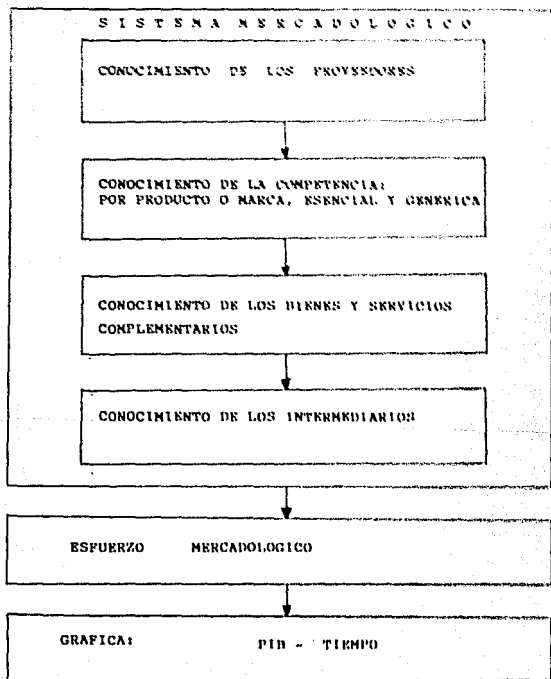 SISTEMA MERCADOLOGICO
CONOCIMIENTO DE LOS PROVEEDORES
CONOCIMIENTO DE LA COMPETENCIA:
POR PRODUCTO O MARCA, ESENCIAL Y GENERICA
CONOCIMIENTO DE LOS BIENES Y SERVICIOS
COMPLEMENTARIOS
CONOCIMIENTO DE LOS INTERMEDIARIOS
ESFUERZO MERCADOLOGICO
GRAFICA: PIB - TIEMPO